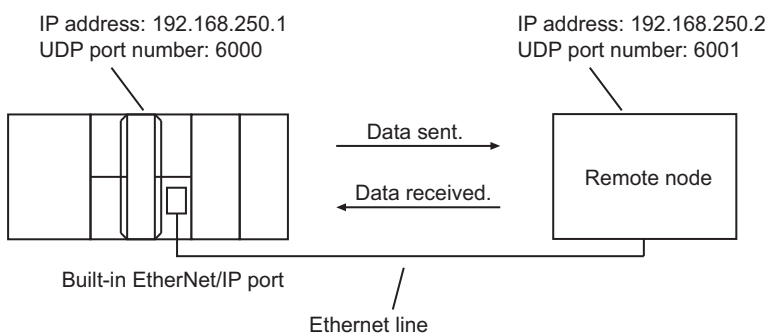 IP address: 192.168.250.1
UDP port number: 6000
IP address: 192.168.250.2
UDP port number: 6001
Data sent.
Data received.
Remote node
Built-in EtherNet/IP port
Ethernet line